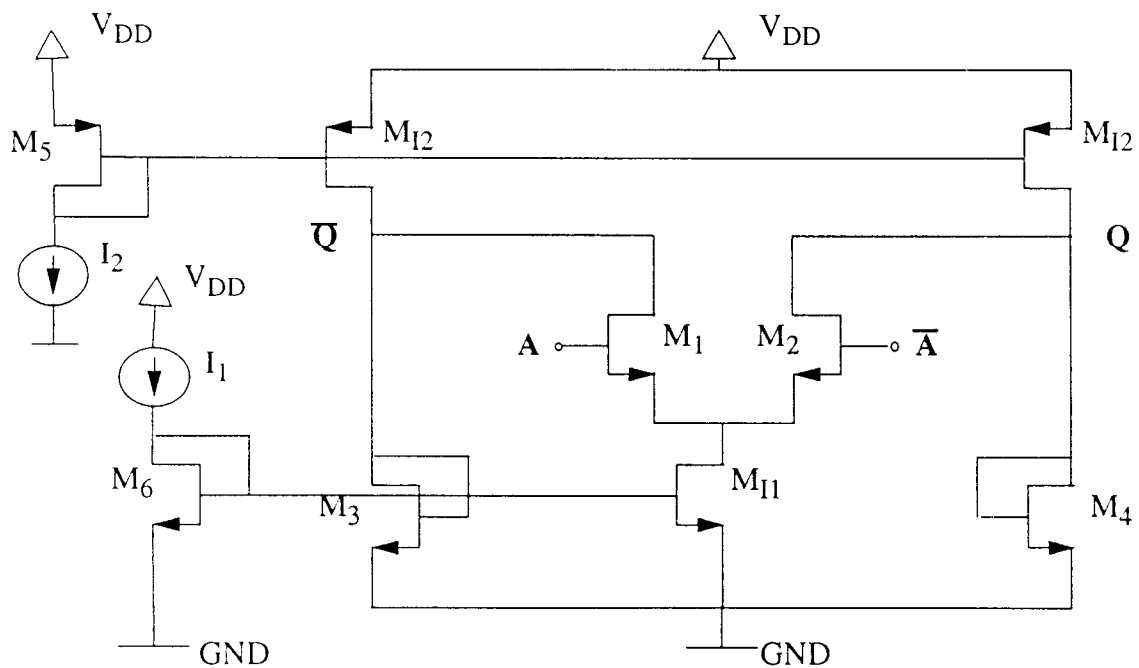 V_DD
V_DD
M_5
M_I2
M_I2
Q̅
Q
I_2
V_DD
A
M_1
M_2
A̅
I_1
M_6
M_3
M_I1
M_4
GND
GND